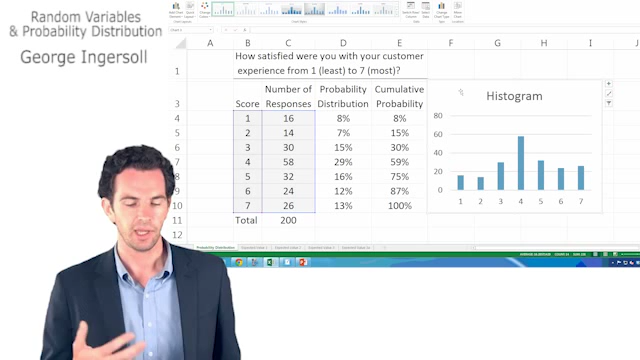 Random Variables
& Probability Distribution
George Ingersoll
A B C D E F G H I J
1 How satisfied were you with your customer
experience from 1 (least) to 7 (most)?
Number of Probability Cumulative
3 Score Responses Distribution Probability
4 1 16 8% 8%
5 2 14 7% 15%
6 3 30 15% 30%
7 4 58 29% 59%
8 5 32 16% 75%
9 6 24 12% 87%
10 7 26 13% 100%
11 Total 200
12
Histogram
80
60
40
20
0
1 2 3 4 5 6 7
Probability Distribution